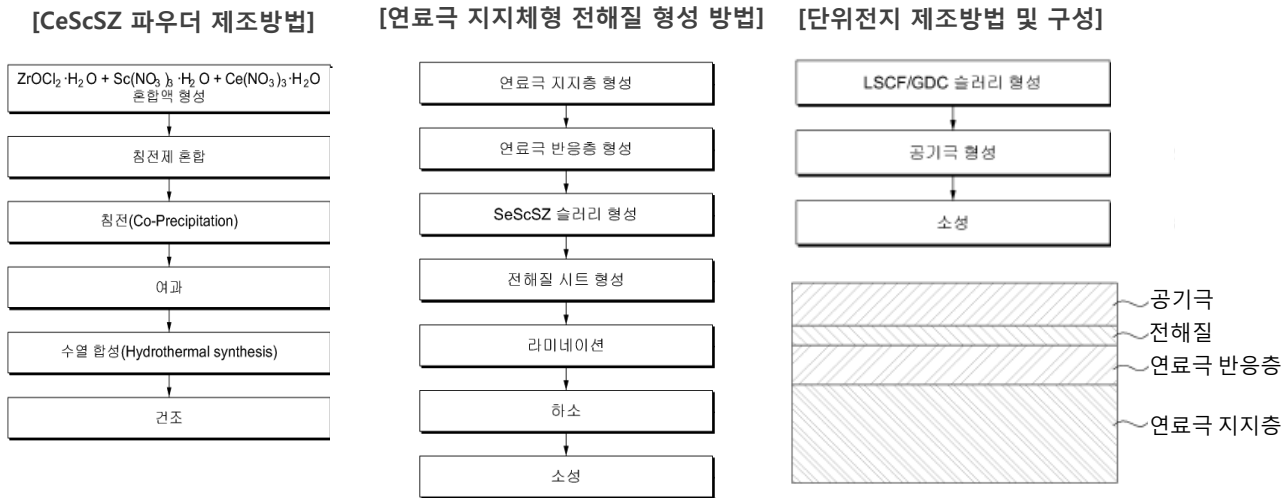 [CeScSZ 파우더 제조방법]
ZrOCl₂·H₂O + Sc(NO₃)₃·H₂O + Ce(NO₃)₃·H₂O
혼합액 형성
침전제 혼합
침전(Co-Precipitation)
여과
수열 합성(Hydrothermal synthesis)
건조
[연료극 지지체형 전해질 형성 방법]
연료극 지지층 형성
연료극 반응층 형성
SeScSZ 슬러리 형성
전해질 시트 형성
라미네이션
하소
소성
[단위전지 제조방법 및 구성]
LSCF/GDC 슬러리 형성
공기극 형성
소성
공기극
전해질
연료극 반응층
연료극 지지층